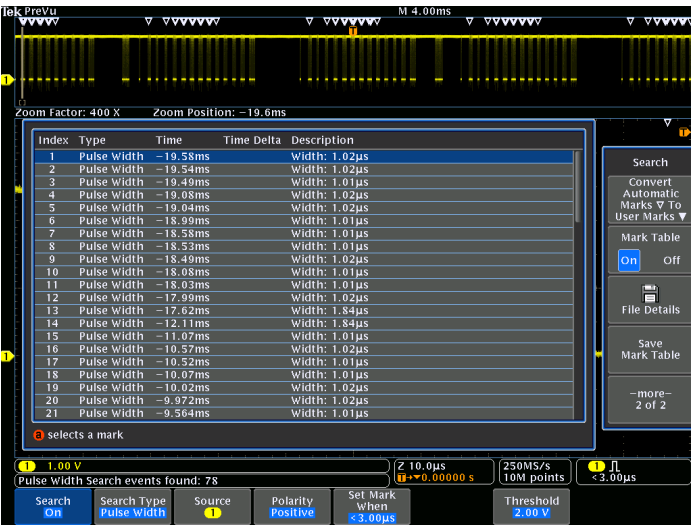 Tek PreVu M 4.00ms
T
1
Zoom Factor: 400 X Zoom Position: −19.6ms
T
Index Type Time Time Delta Description
1 Pulse Width −19.58ms Width: 1.02µs
2 Pulse Width −19.54ms Width: 1.02µs
3 Pulse Width −19.49ms Width: 1.01µs
4 Pulse Width −19.08ms Width: 1.02µs
5 Pulse Width −19.04ms Width: 1.02µs
6 Pulse Width −18.99ms Width: 1.01µs
7 Pulse Width −18.58ms Width: 1.01µs
8 Pulse Width −18.53ms Width: 1.01µs
9 Pulse Width −18.49ms Width: 1.02µs
10 Pulse Width −18.08ms Width: 1.01µs
11 Pulse Width −18.03ms Width: 1.01µs
12 Pulse Width −17.99ms Width: 1.02µs
13 Pulse Width −17.62ms Width: 1.84µs
14 Pulse Width −12.11ms Width: 1.84µs
15 Pulse Width −11.07ms Width: 1.01µs
16 Pulse Width −10.57ms Width: 1.02µs
17 Pulse Width −10.52ms Width: 1.01µs
18 Pulse Width −10.07ms Width: 1.01µs
19 Pulse Width −10.02ms Width: 1.02µs
20 Pulse Width −9.972ms Width: 1.02µs
21 Pulse Width −9.564ms Width: 1.01µs
a selects a mark
Search
Convert
Automatic
Marks ▽ To
User Marks ▼
Mark Table
On Off
File Details
Save
Mark Table
−more−
2 of 2
1
1 1.00 V
Z 10.0µs
T→▼0.00000 s
250MS/s
10M points
1
<3.00µs
Pulse Width Search events found: 78
Search
On
Search Type
Pulse Width
Source
1
Polarity
Positive
Set Mark
When
<3.00µs
Threshold
2.00 V